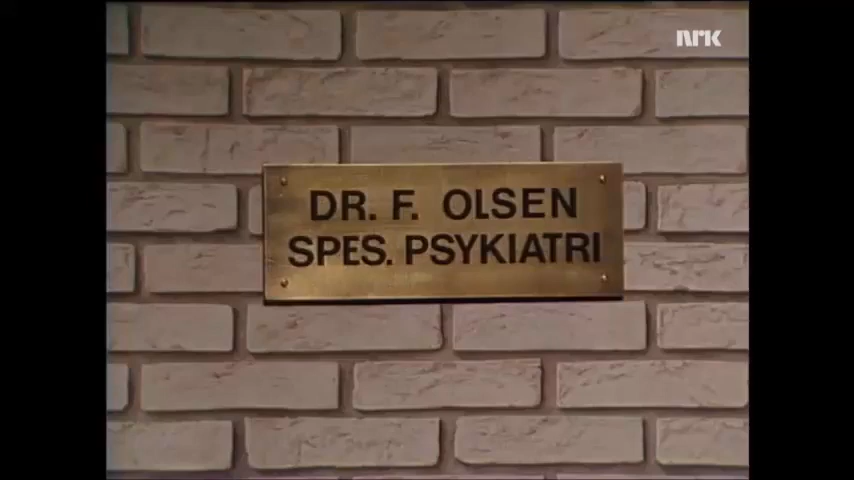 nrk
DR. F. OLSEN
SPES. PSYKIATRI